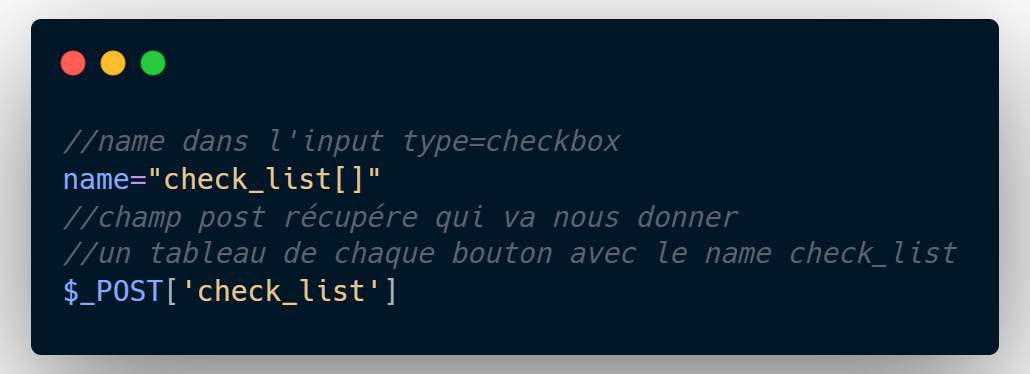 //name dans l'input type=checkbox
name="check_list[]"
//champ post récupére qui va nous donner
//un tableau de chaque bouton avec le name check_list
$_POST['check_list']